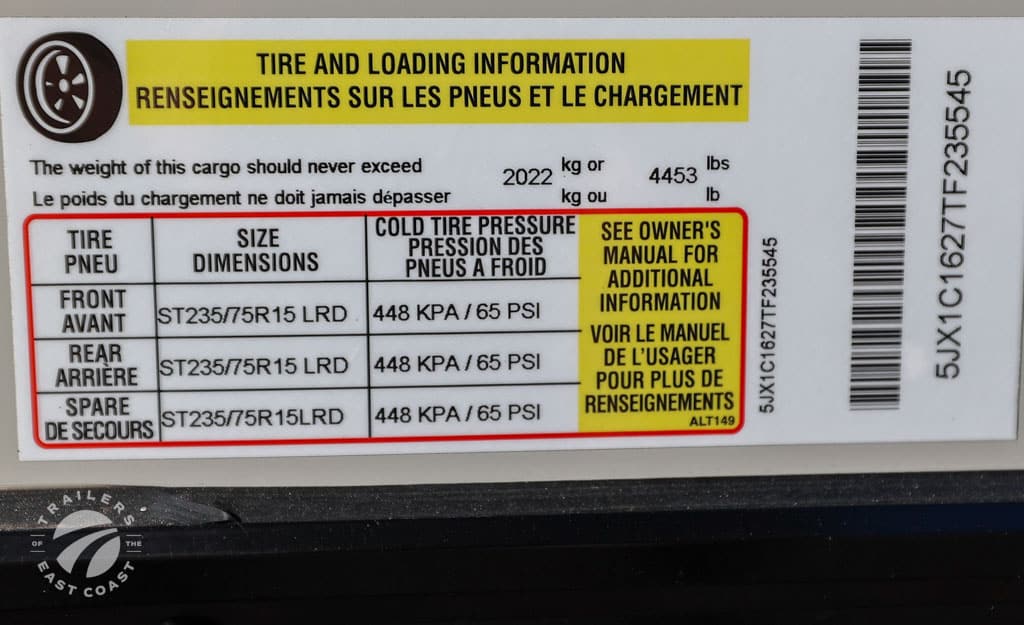 TIRE AND LOADING INFORMATION
RENSEIGNEMENTS SUR LES PNEUS ET LE CHARGEMENT
The weight of this cargo should never exceed 2022 kg or 4453 lbs
Le poids du chargement ne doit jamais dépasser kg ou lb
TIRE
PNEU
SIZE
DIMENSIONS
COLD TIRE PRESSURE
PRESSION DES
PNEUS A FROID
FRONT
AVANT
ST235/75R15 LRD
448 KPA / 65 PSI
REAR
ARRIÈRE
ST235/75R15 LRD
448 KPA / 65 PSI
SPARE
DE SECOURS
ST235/75R15LRD
448 KPA / 65 PSI
SEE OWNER'S
MANUAL FOR
ADDITIONAL
INFORMATION
VOIR LE MANUEL
DE L'USAGER
POUR PLUS DE
RENSEIGNEMENTS
ALT149
5JX1C1627TF235545
5JX1C1627TF235545
TRAILERS
OF THE
EAST COAST